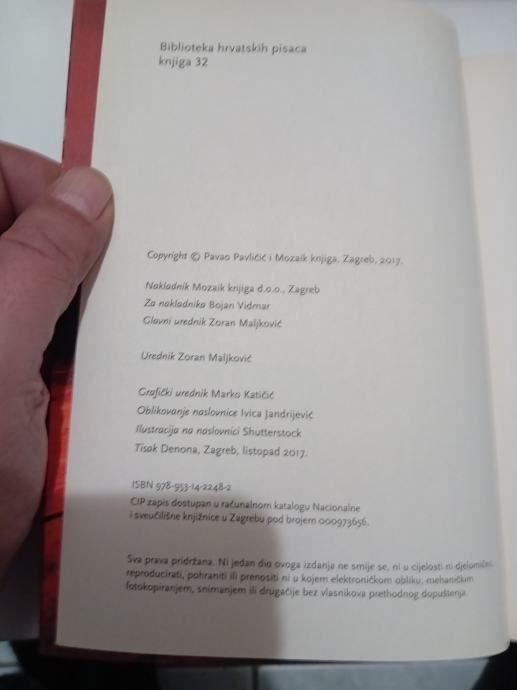 Biblioteka hrvatskih pisaca
knjiga 32
Copyright © Pavao Pavličić i Mozaik knjiga, Zagreb, 2017.
Nakladnik Mozaik knjiga d.o.o., Zagreb
Za nakladnika Bojan Vidmar
Glavni urednik Zoran Maljković
Urednik Zoran Maljković
Grafički urednik Marko Katičić
Oblikovanje naslovnice Ivica Jandrijević
Ilustracija na naslovnici Shutterstock
Tisak Denona, Zagreb, listopad 2017.
ISBN 978-953-14-2248-2
CIP zapis dostupan u računalnom katalogu Nacionalne
i sveučilišne knjižnice u Zagrebu pod brojem 000973656.
Sva prava pridržana. Ni jedan dio ovoga izdanja ne smije se, ni u cijelosti ni djelomično,
reproducirati, pohraniti ili prenositi ni u kojem elektroničkom obliku, mehaničkim
fotokopiranjem, snimanjem ili drugačije bez vlasnikova prethodnog dopuštenja.